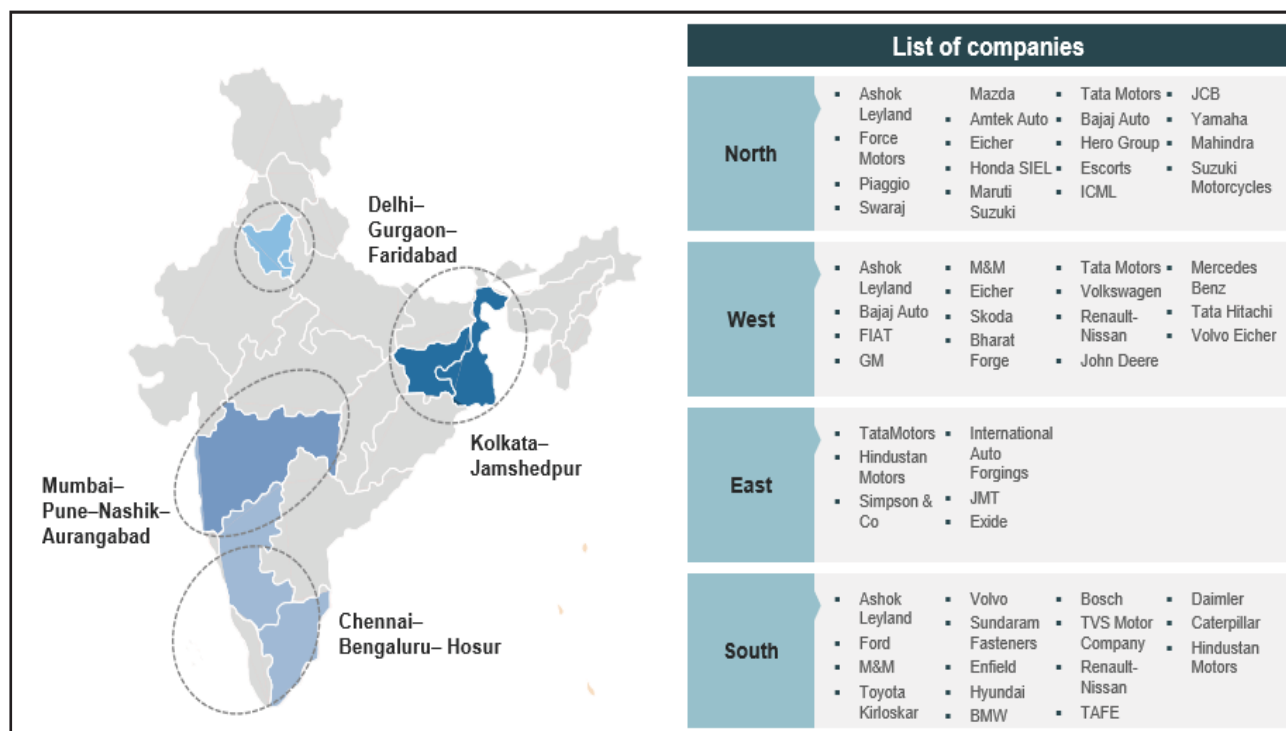 List of companies
Delhi–
Gurgaon–
Faridabad
Kolkata–
Jamshedpur
Mumbai–
Pune–Nashik–
Aurangabad
Chennai–
Bengaluru– Hosur
North
▪ Ashok
Leyland
▪ Force
Motors
▪ Piaggio
▪ Swaraj
Mazda
▪ Amtek Auto
▪ Eicher
▪ Honda SIEL
▪ Maruti
Suzuki
▪ Tata Motors
▪ Bajaj Auto
▪ Hero Group
▪ Escorts
▪ ICML
▪ JCB
▪ Yamaha
▪ Mahindra
▪ Suzuki
Motorcycles
West
▪ Ashok
Leyland
▪ Bajaj Auto
▪ FIAT
▪ GM
▪ M&M
▪ Eicher
▪ Skoda
▪ Bharat
Forge
▪ Tata Motors
▪ Volkswagen
▪ Renault-
Nissan
▪ John Deere
▪ Mercedes
Benz
▪ Tata Hitachi
▪ Volvo Eicher
East
▪ TataMotors
▪ Hindustan
Motors
▪ Simpson &
Co
▪ International
Auto
Forgings
▪ JMT
▪ Exide
South
▪ Ashok
Leyland
▪ Ford
▪ M&M
▪ Toyota
Kirloskar
▪ Volvo
▪ Sundaram
Fasteners
▪ Enfield
▪ Hyundai
▪ BMW
▪ Bosch
▪ TVS Motor
Company
▪ Renault-
Nissan
▪ TAFE
▪ Daimler
▪ Caterpillar
▪ Hindustan
Motors